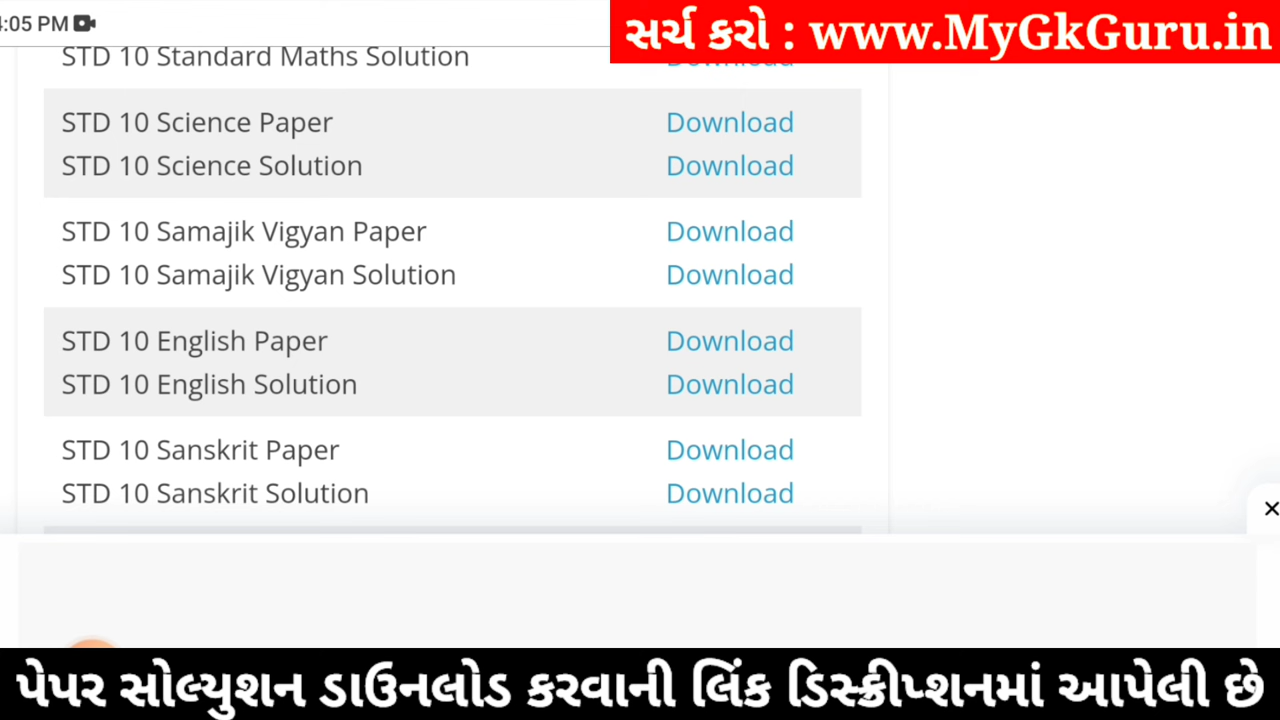 4:05 PM
સર્ચ કરો : www.MyGkGuru.in
STD 10 Standard Maths Solution Download
STD 10 Science Paper Download
STD 10 Science Solution Download
STD 10 Samajik Vigyan Paper Download
STD 10 Samajik Vigyan Solution Download
STD 10 English Paper Download
STD 10 English Solution Download
STD 10 Sanskrit Paper Download
STD 10 Sanskrit Solution Download
પેપર સોલ્યુશન ડાઉનલોડ કરવાની લિંક ડિસ્ક્રીપ્શનમાં આપેલી છે